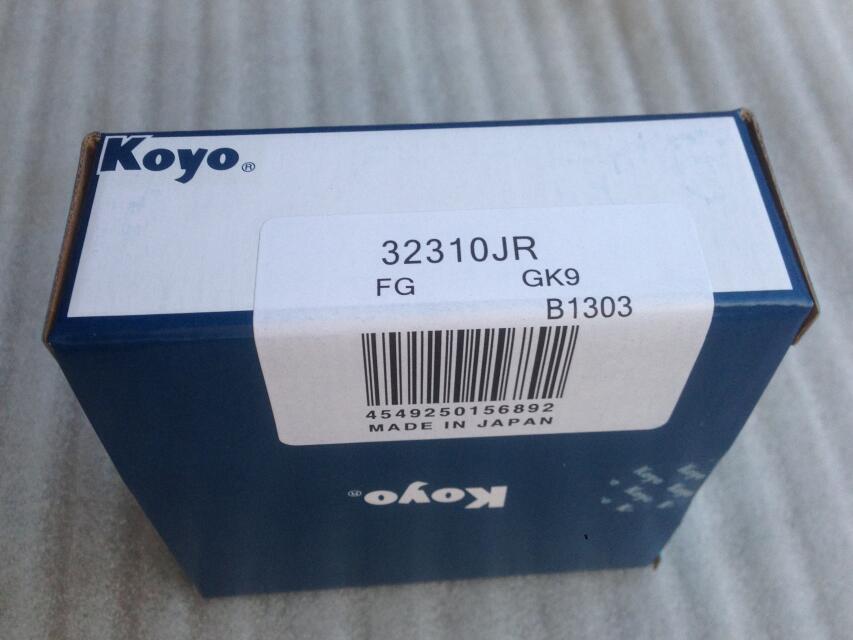 Koyo®
32310JR
FG GK9
B1303
4549250156892
MADE IN JAPAN
Koyo®